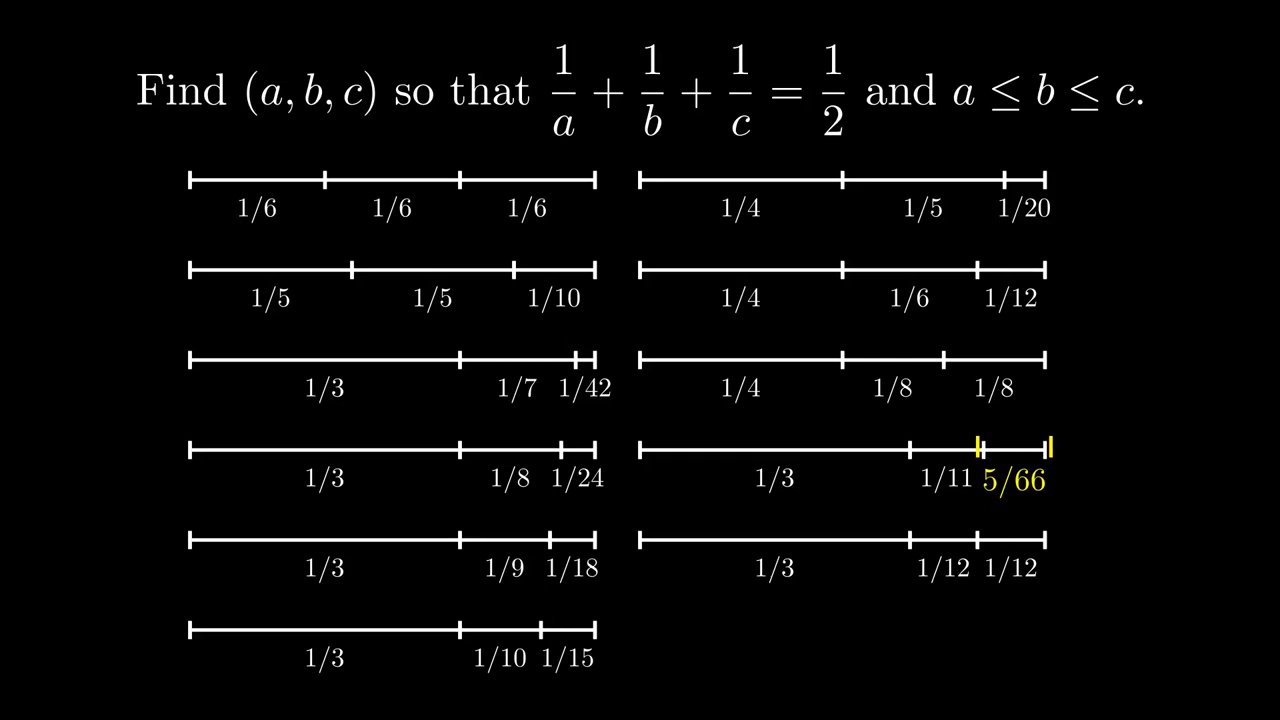 Find (a, b, c) so that 1/a + 1/b + 1/c = 1/2 and a ≤ b ≤ c.
1/6 1/6 1/6
1/4 1/5 1/20
1/5 1/5 1/10
1/4 1/6 1/12
1/3 1/7 1/42
1/4 1/8 1/8
1/3 1/8 1/24
1/3 1/11 5/66
1/3 1/9 1/18
1/3 1/12 1/12
1/3 1/10 1/15